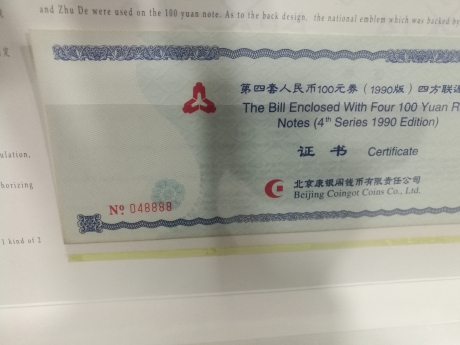 and Zhu De were used on the 100 yuan note. As to the back design, the national emblem which was backed by
第四套人民币100元券（1990版）四方联
The Bill Enclosed With Four 100 Yuan R
Notes (4th Series 1990 Edition)
证书 Certificate
北京康银阁钱币有限责任公司
Beijing Coingot Coins Co., Ltd.
№ 048888
定
ulation,
horizing
1 kind of 2